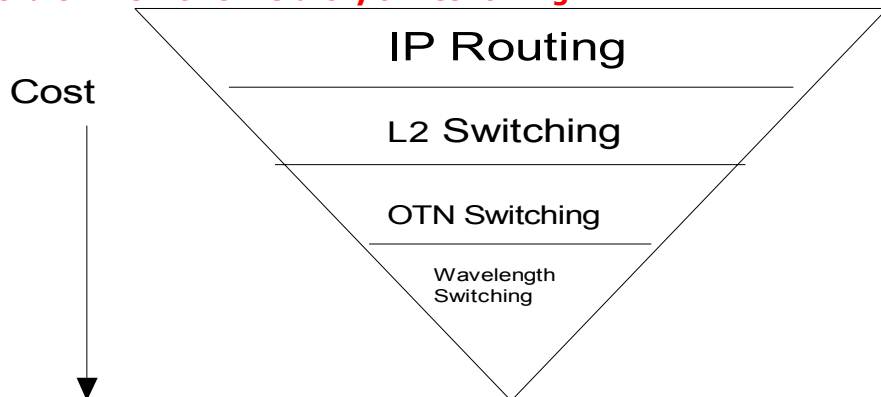 IP Routing
Cost
L2 Switching
OTN Switching
Wavelength
Switching